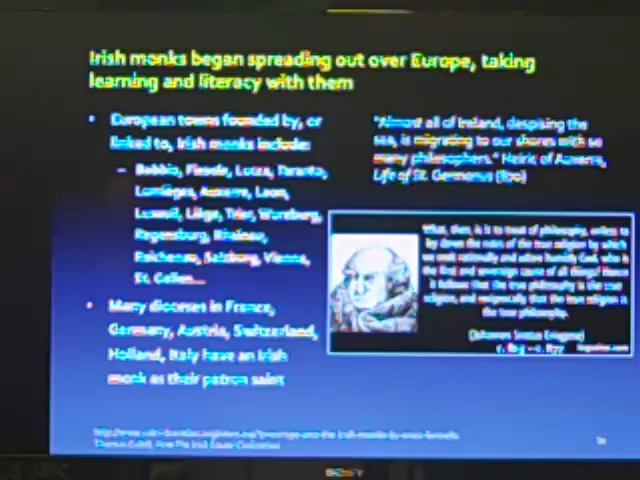 Irish monks began spreading out over Europe, taking
learning and literacy with them
• European towns founded by, or
linked to, Irish monks include:
– Bobbio, Fiesole, Lucca, Taranto,
Lumièges, Auxerre, Laon,
Luxeuil, Liège, Trier, Wurzburg,
Regensburg, Rheinau,
Reichenau, Salzburg, Vienna,
St. Gallen...
• Many dioceses in France,
Germany, Austria, Switzerland,
Holland, Italy have an Irish
monk as their patron saint
"Almost all of Ireland, despising the
sea, is migrating to our shores with so
many philosophers." Heiric of Auxerre,
Life of St. Germanus
What, then, is it to treat of philosophy, unless to
lay down the rules of the true religion by which
we seek rationally and adore humbly God, who is
the first and sovereign cause of all things? Hence
it follows that the true philosophy is the true
religion, and reciprocally that the true religion is
the true philosophy.
(Johannes Scotus Eriugena)
SONY